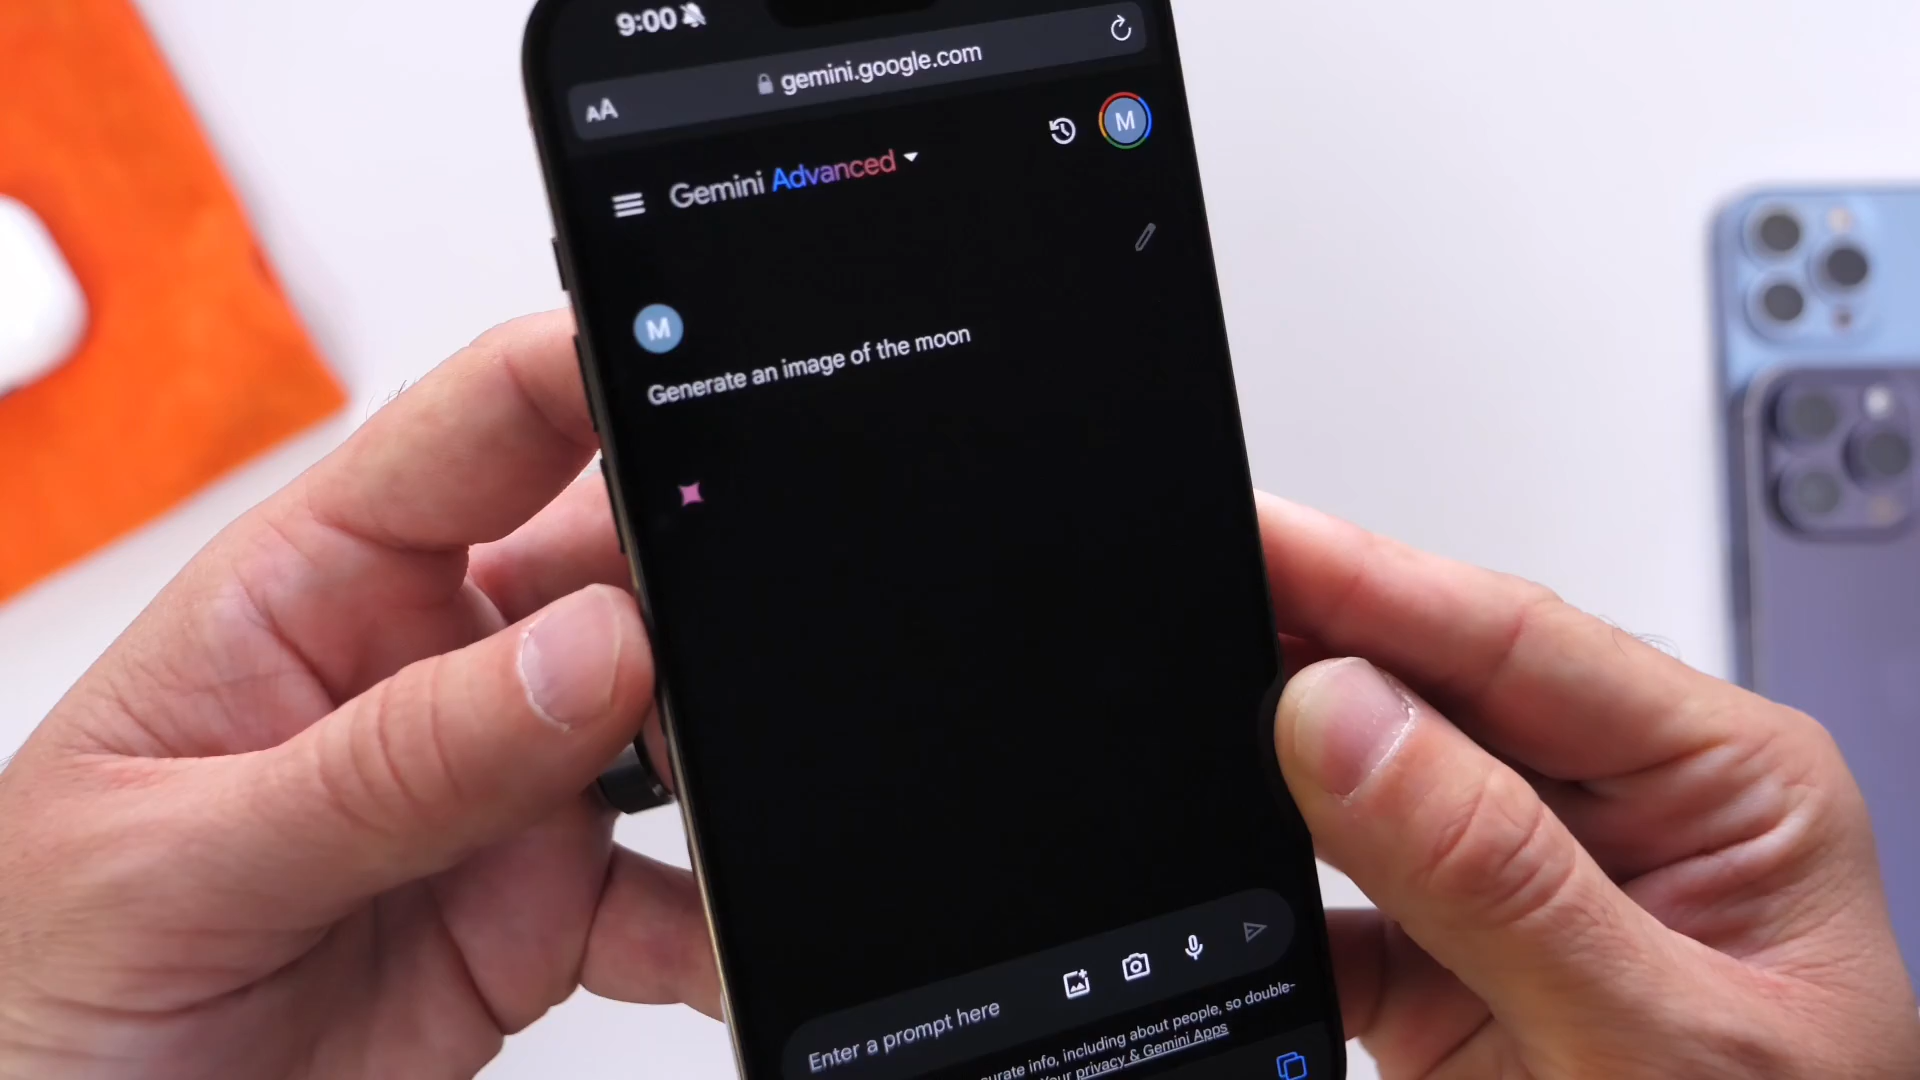 9:00
AA gemini.google.com
Gemini Advanced
M
M
Generate an image of the moon
Enter a prompt here
curate info, including about people, so double-
Your privacy & Gemini Apps